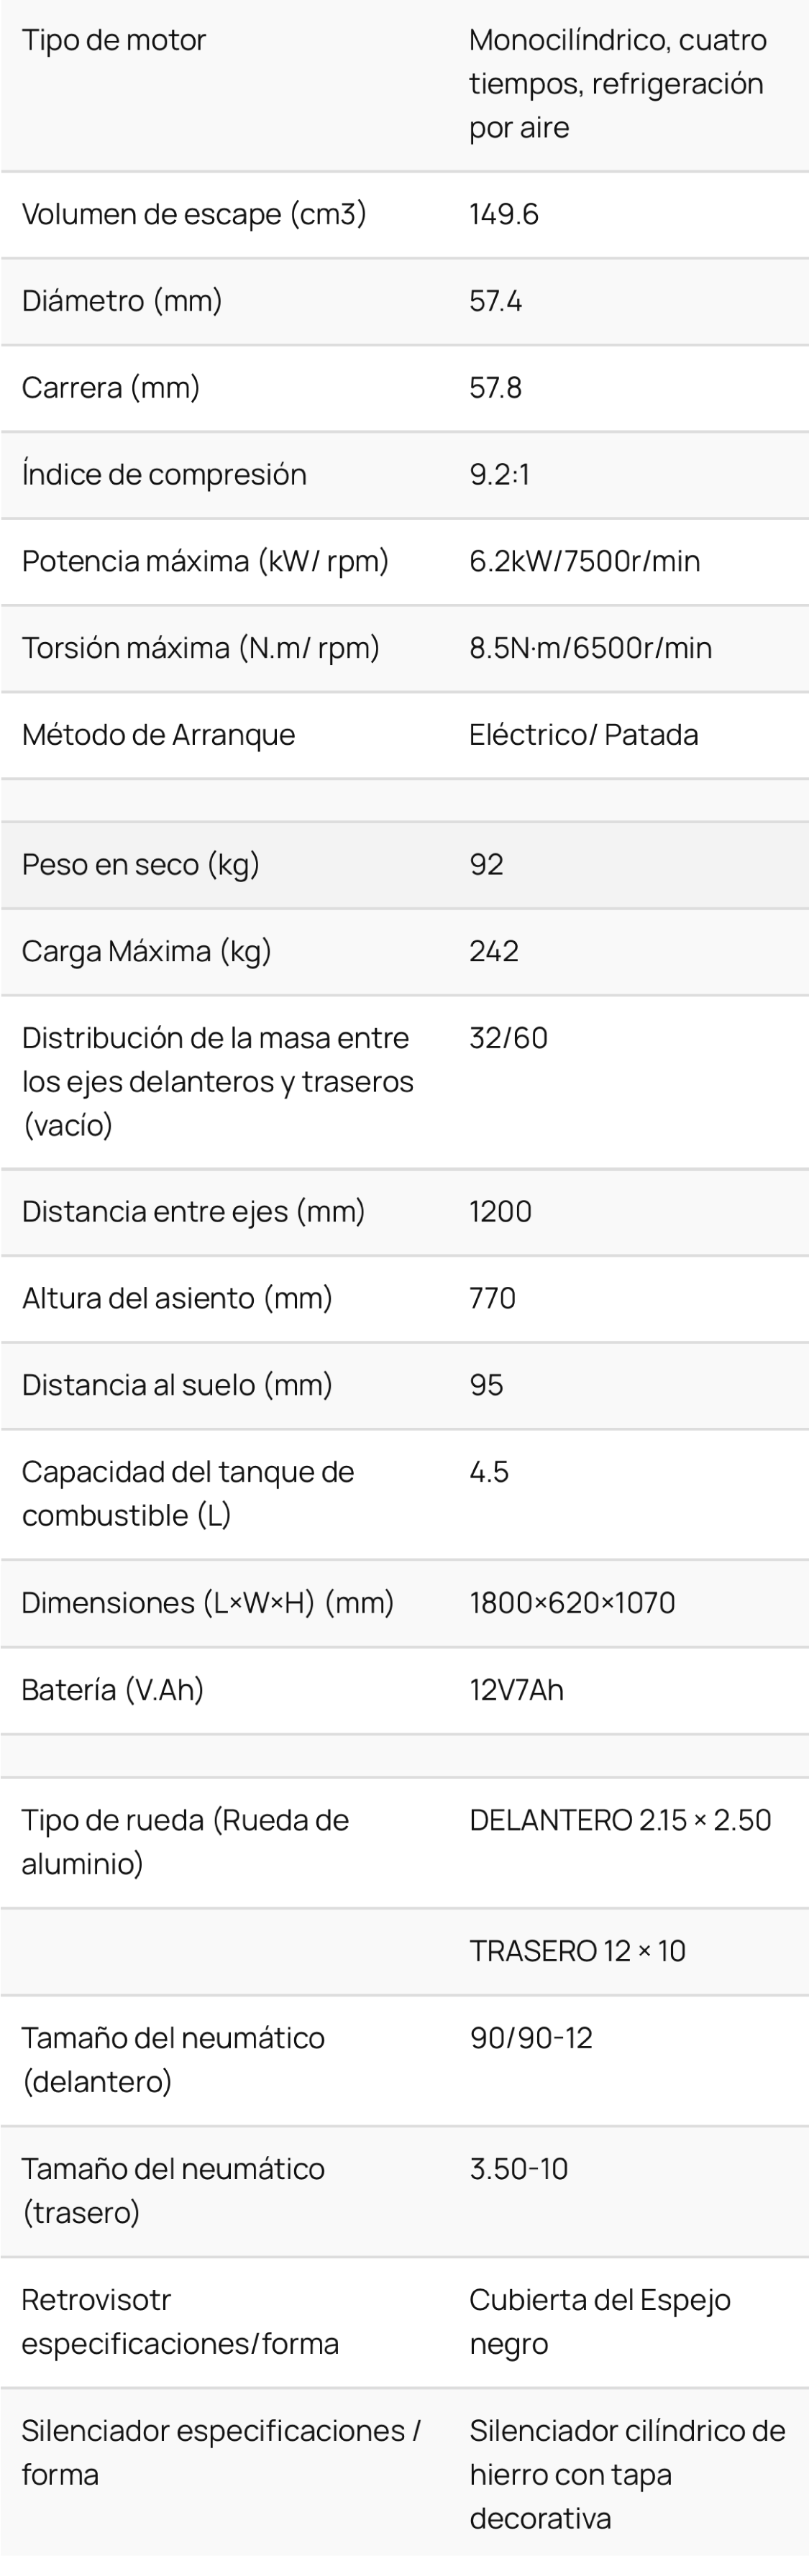 Tipo de motor
Monocilíndrico, cuatro
tiempos, refrigeración
por aire
Volumen de escape (cm3)
149.6
Diámetro (mm)
57.4
Carrera (mm)
57.8
Índice de compresión
9.2:1
Potencia máxima (kW/ rpm)
6.2kW/7500r/min
Torsión máxima (N.m/ rpm)
8.5N·m/6500r/min
Método de Arranque
Eléctrico/ Patada
Peso en seco (kg)
92
Carga Máxima (kg)
242
Distribución de la masa entre
los ejes delanteros y traseros
(vacío)
32/60
Distancia entre ejes (mm)
1200
Altura del asiento (mm)
770
Distancia al suelo (mm)
95
Capacidad del tanque de
combustible (L)
4.5
Dimensiones (L×W×H) (mm)
1800×620×1070
Batería (V.Ah)
12V7Ah
Tipo de rueda (Rueda de
aluminio)
DELANTERO 2.15 × 2.50
TRASERO 12 × 10
Tamaño del neumático
(delantero)
90/90-12
Tamaño del neumático
(trasero)
3.50-10
Retrovisotr
especificaciones/forma
Cubierta del Espejo
negro
Silenciador especificaciones /
forma
Silenciador cilíndrico de
hierro con tapa
decorativa